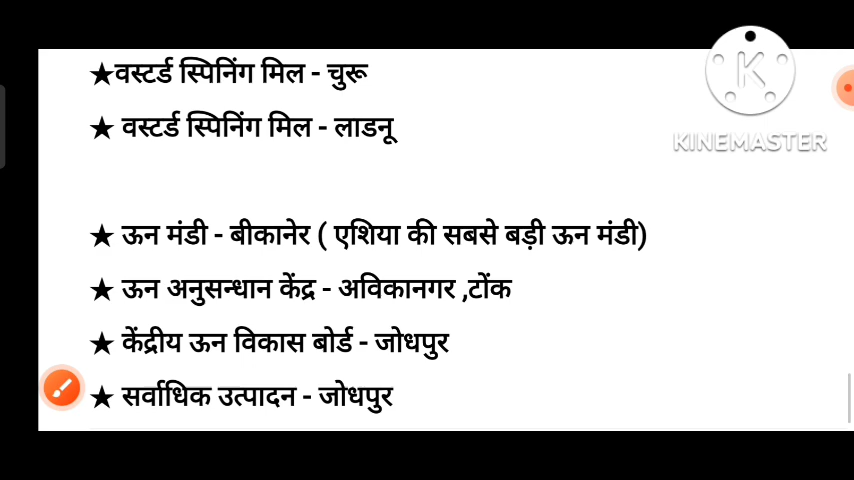 ★वस्टर्ड स्पिनिंग मिल - चुरू
★ वस्टर्ड स्पिनिंग मिल - लाडनू
★ ऊन मंडी - बीकानेर ( एशिया की सबसे बड़ी ऊन मंडी)
★ ऊन अनुसन्धान केंद्र - अविकानगर ,टोंक
★ केंद्रीय ऊन विकास बोर्ड - जोधपुर
★ सर्वाधिक उत्पादन - जोधपुर
K
KINEMASTER